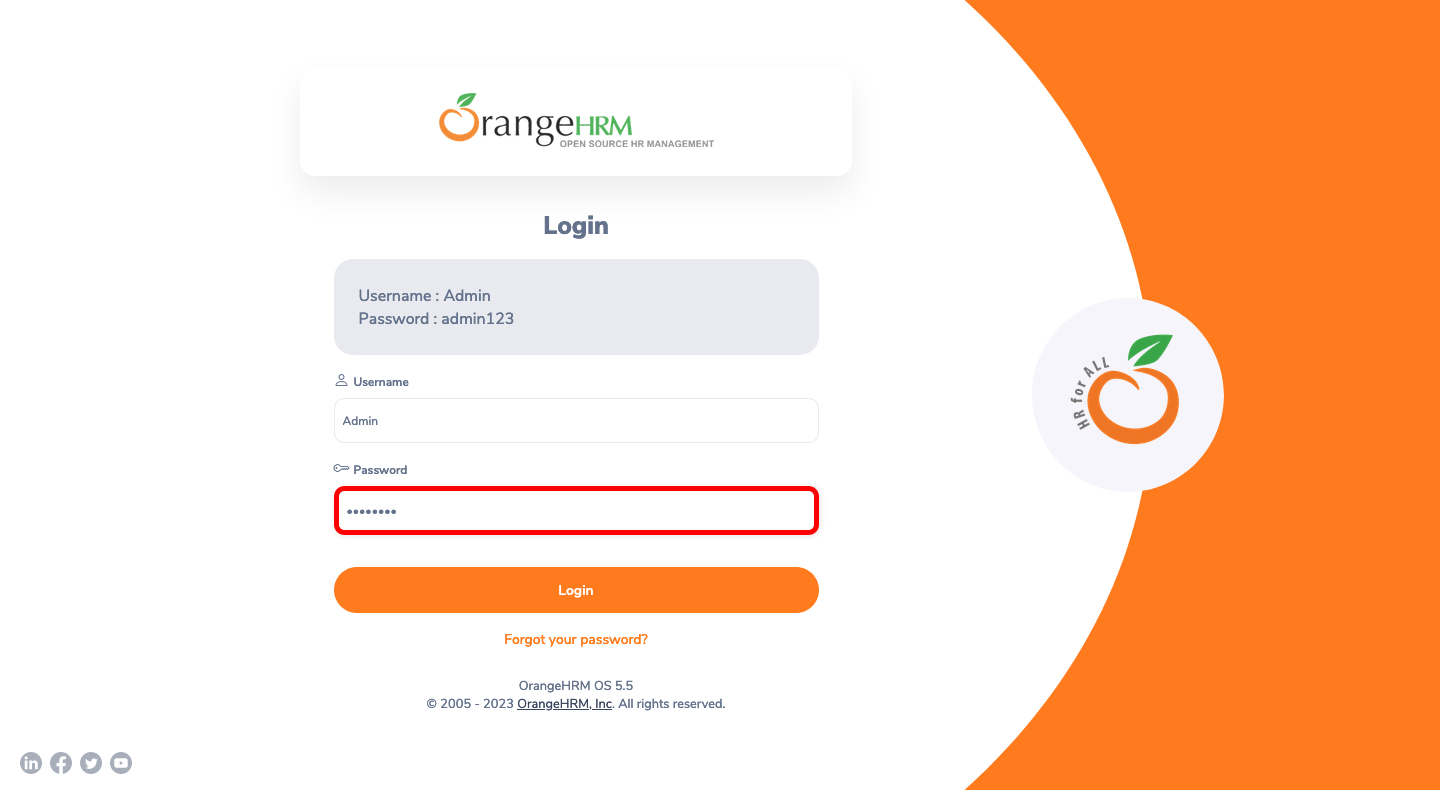 OrangeHRM
OPEN SOURCE HR MANAGEMENT
Login
Username : Admin
Password : admin123
Username
Admin
Password
••••••••
Login
Forgot your password?
OrangeHRM OS 5.5
© 2005 - 2023 OrangeHRM, Inc. All rights reserved.
HR for ALL